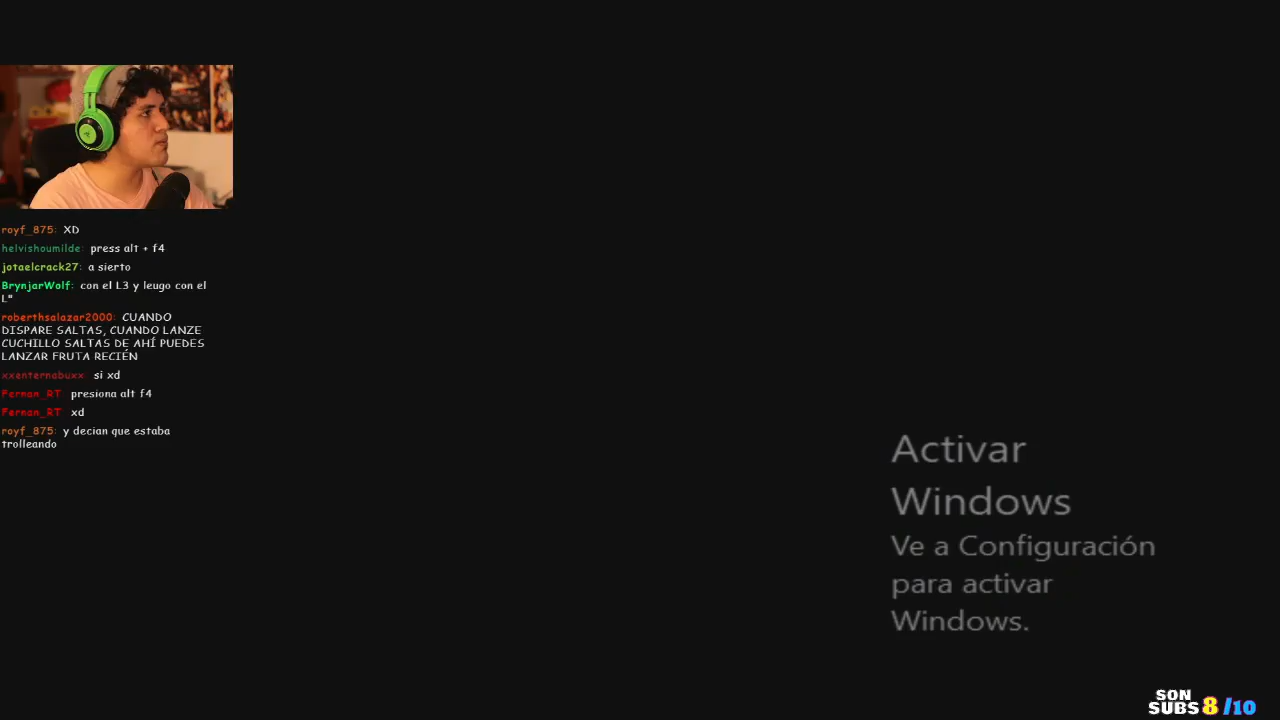 royf_875: XD
helvishoumilde: press alt + f4
jotaelcrack27: a sierto
BrynjarWolf: con el L3 y leugo con el
L"
roberthsalazar2000: CUANDO
DISPARE SALTAS, CUANDO LANZE
CUCHILLO SALTAS DE AHÍ PUEDES
LANZAR FRUTA RECIÉN
xxenternabuxx: si xd
Fernan_RT: presiona alt f4
Fernan_RT: xd
royf_875: y decian que estaba
trolleando
Activar
Windows
Ve a Configuración
para activar
Windows.
SON
SUBS 8 /10